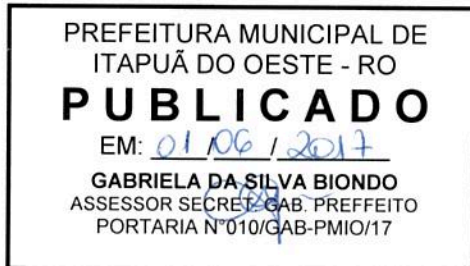 PREFEITURA MUNICIPAL DE
ITAPUÃ DO OESTE - RO
PUBLICADO
EM: 01 / 06 / 2017
GABRIELA DA SILVA BIONDO
ASSESSOR SECRET. GAB. PREFFEITO
PORTARIA N°010/GAB-PMIO/17